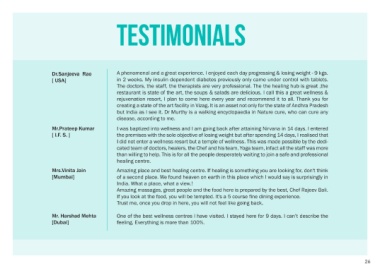 TESTIMONIALS
Dr.Sanjeeva Rao
( USA)
A phenomenal and a great experience. I enjoyed each day progressing & losing weight - 9 kgs.
in 2 weeks. My insulin dependent diabetes previously only came under control with tablets.
The doctors, the staff, the therapists are very professional. The the healing hub is great .the
restaurant is state of the art, the soups & salads are delicious. I call this a great wellness &
rejuvenation resort, I plan to come here every year and recommend it to all. Thank you for
creating a state of the art facility in Vizag. It is an asset not only for the state of Andhra Pradesh
but India as I see it. Dr Murthy is a walking encyclopaedia in Nature cure, who can cure any
disease, according to me.
Mr.Prateep Kumar
( I.F. S. )
I was baptized into wellness and I am going back after attaining Nirvana in 14 days. I entered
the premises with the sole objective of losing weight but after spending 14 days, I realised that
I did not enter a wellness resort but a temple of wellness. This was made possible by the dedi-
cated team of doctors, healers, the Chef and his team, Yoga team, infact all the staff was more
than willing to help. This is for all the people desperately waiting to join a safe and professional
healing centre.
Mrs.Vinita Jain
[Mumbai]
Amazing place and best healing centre. If healing is something you are looking for, don't think
of a second place. We found heaven on earth in this place which I would say is surprisingly in
India. What a place, what a view.!
Amazing massages, great people and the food here is prepared by the best, Chef Rajeev Bali.
If you look at the food, you will be tempted. It's a 5 course fine dining experience.
Trust me, once you drop in here, you will not feel like going back.
Mr. Harshad Mehta
[Dubai]
One of the best wellness centres I have visited. I stayed here for 9 days. I can't describe the
feeling. Everything is more than 100%.
26